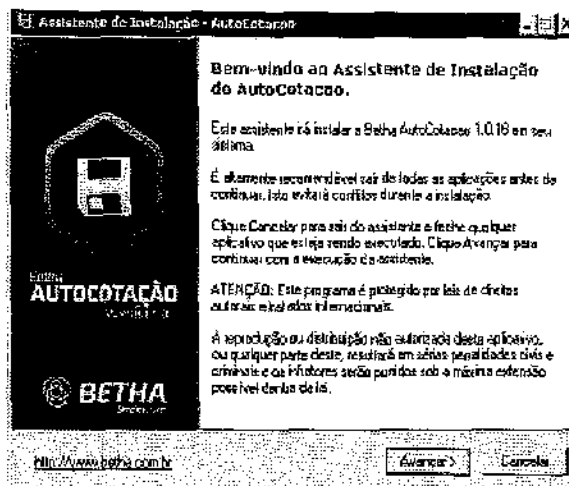 Assistente de Instalação - AutoCotacao
Bem-vindo ao Assistente de Instalação
do AutoCotacao.
Este assistente irá instalar a Betha AutoCotacao 1.0.16 em seu
sistema.
É altamente recomendável sair de todas as aplicações antes de
continuar. Isto evitará conflitos durante a instalação.
Clique Cancelar para sair do assistente e feche qualquer
aplicativo que esteja sendo executado. Clique Avançar para
continuar com a execução do assistente.
ATENÇÃO: Este programa é protegido por leis de direitos
autorais e tratados internacionais.
A reprodução ou distribuição não autorizada deste aplicativo,
ou qualquer parte deste, resultará em sérias penalidades civis e
criminais e os infratores serão punidos sob a máxima extensão
possível dentro da lei.
Betha
AUTOCOTAÇÃO
BETHA
http://www.betha.com.br
Avançar >
Cancelar